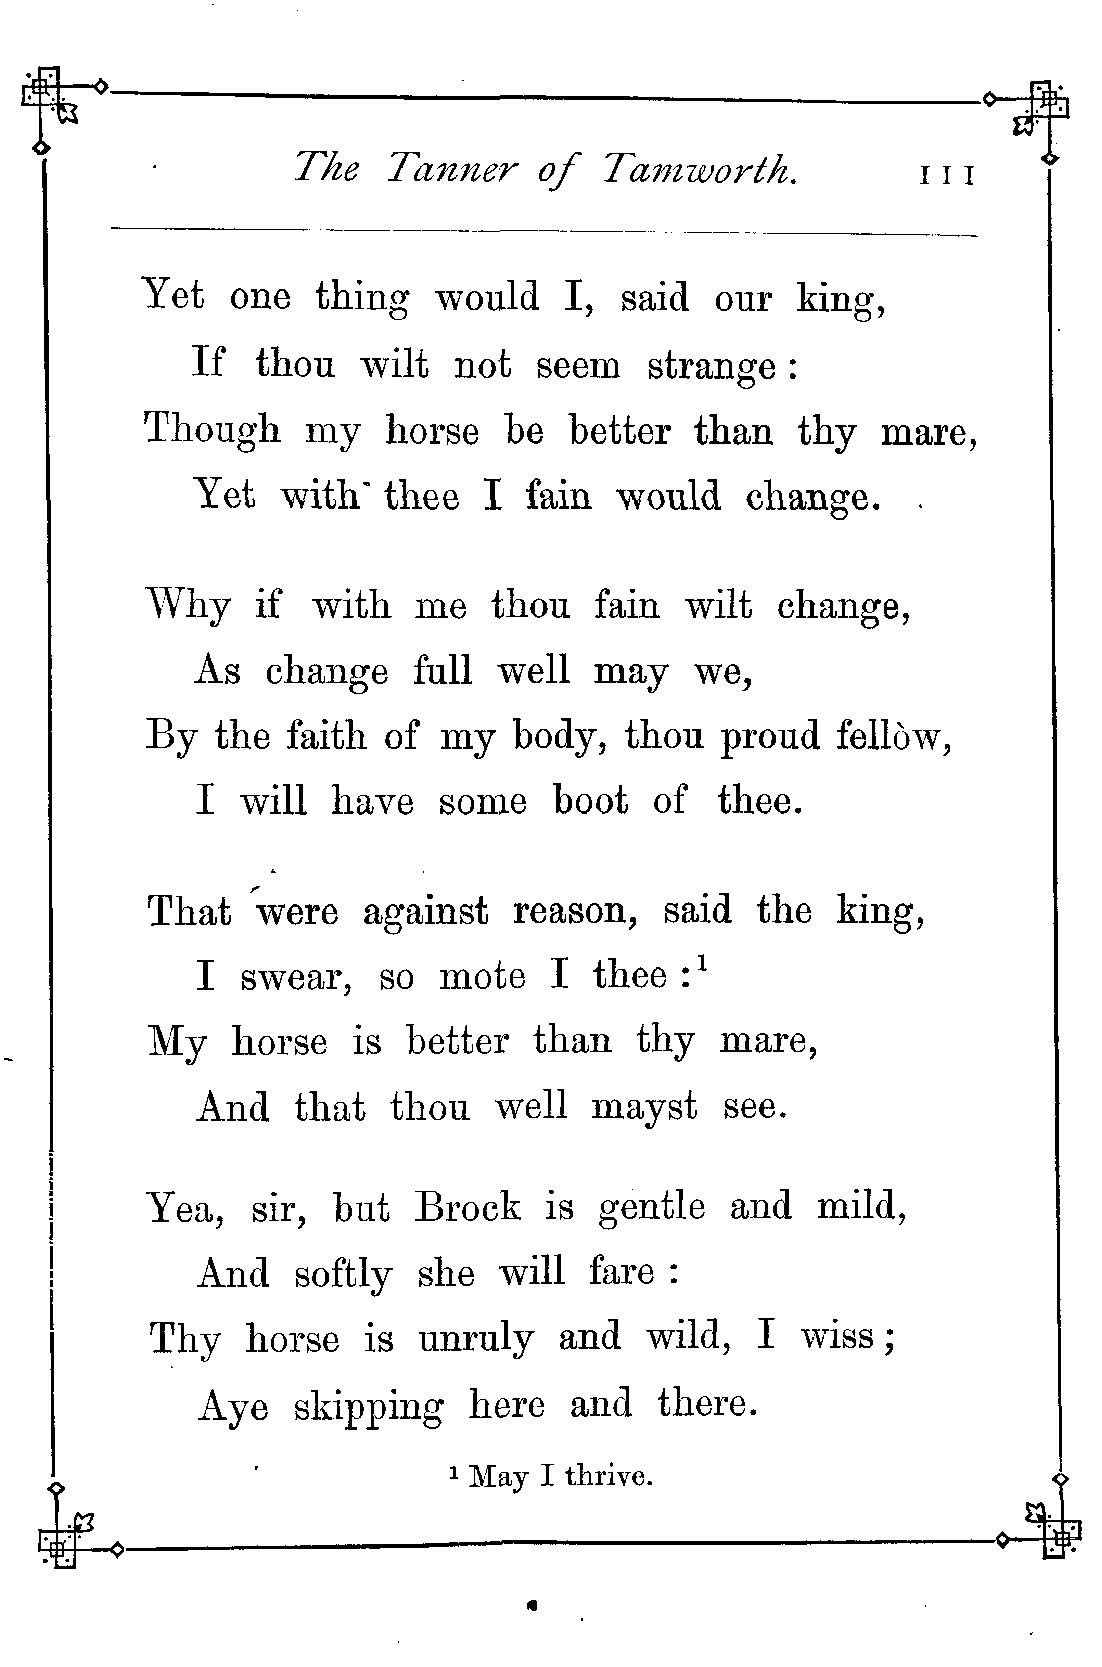 The Tanner of Tamworth. 111
Yet one thing would I, said our king,
If thou wilt not seem strange :
Though my horse be better than thy mare,
Yet with thee I fain would change.
Why if with me thou fain wilt change,
As change full well may we,
By the faith of my body, thou proud fellòw,
I will have some boot of thee.
That were against reason, said the king,
I swear, so mote I thee :¹
My horse is better than thy mare,
And that thou well mayst see.
Yea, sir, but Brock is gentle and mild,
And softly she will fare :
Thy horse is unruly and wild, I wiss ;
Aye skipping here and there.
¹ May I thrive.